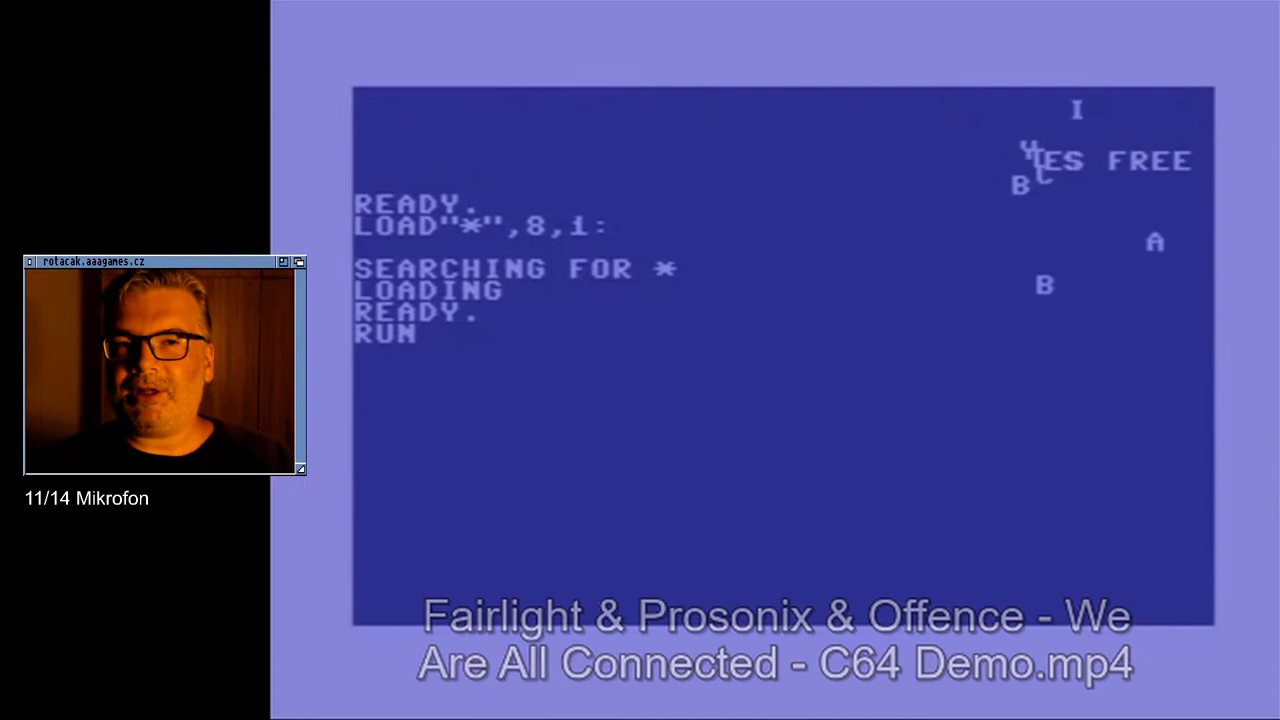 I
Y
ES FREE
B
READY.
LOAD"*",8,1:
A
SEARCHING FOR *
B
LOADING
READY.
RUN
rotacak.aaagames.cz
11/14 Mikrofon
Fairlight & Prosonix & Offence - We
Are All Connected - C64 Demo.mp4